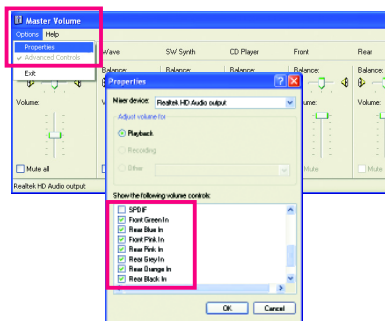 Master Volume
Options Help
Properties
Advanced Controls
Exit
Wave
SW Synth
CD Player
Front
Rear
Balance:
Balance:
Balance:
Balance:
Balance:
Volume:
Volume:
Mute all
Mute
Mute
Realtek HD Audio output
Properties
Mixer device: Realtek HD Audio output
Adjust volume for
Playback
Recording
Other
Show the following volume controls:
SPDIF
Front Green In
Rear Blue In
Front Pink In
Rear Pink In
Rear Grey In
Rear Orange In
Rear Black In
OK
Cancel